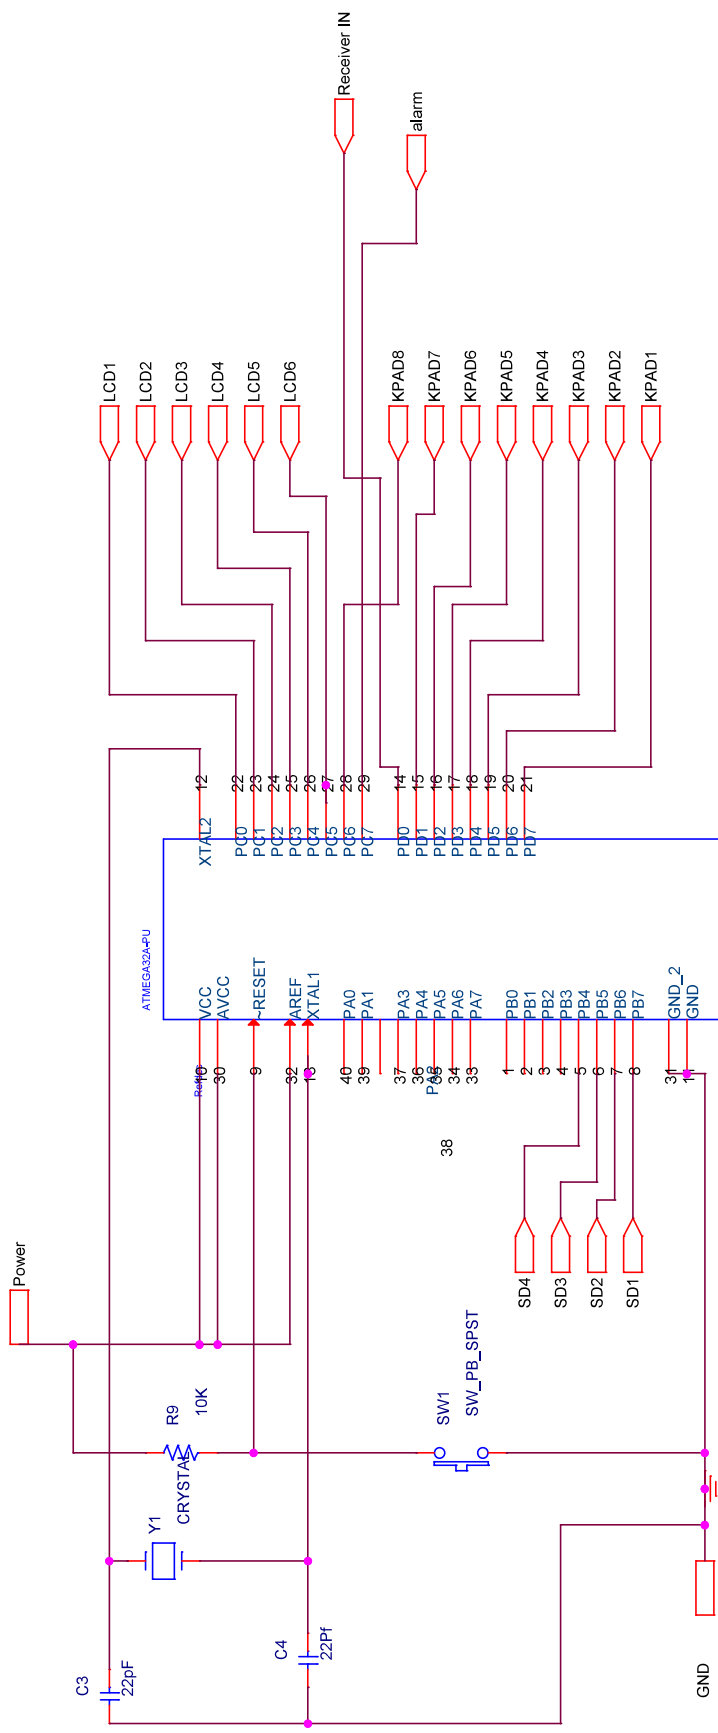 Receiver IN
alarm
LCD1
LCD2
LCD3
LCD4
LCD5
LCD6
KPAD8
KPAD7
KPAD6
KPAD5
KPAD4
KPAD3
KPAD2
KPAD1
12
22
23
24
25
26
27
28
29
14
15
16
17
18
19
20
21
XTAL2
PC0
PC1
PC2
PC3
PC4
PC5
PC6
PC7
PD0
PD1
PD2
PD3
PD4
PD5
PD6
PD7
ATMEGA32A-PU
VCC
AVCC
~RESET
AREF
XTAL1
PA0
PA1
PA3
PA4
PA5
PA6
PA7
PB0
PB1
PB2
PB3
PB4
PB5
PB6
PB7
GND_2
GND
10
30
9
32
13
40
39
37
36
35
PA2
34
33
1
2
3
4
5
6
7
8
31
11
38
SD4
SD3
SD2
SD1
Power
R9
10K
SW1
SW_PB_SPST
CRYSTAL
Y1
C4
22Pf
C3
22pF
GND